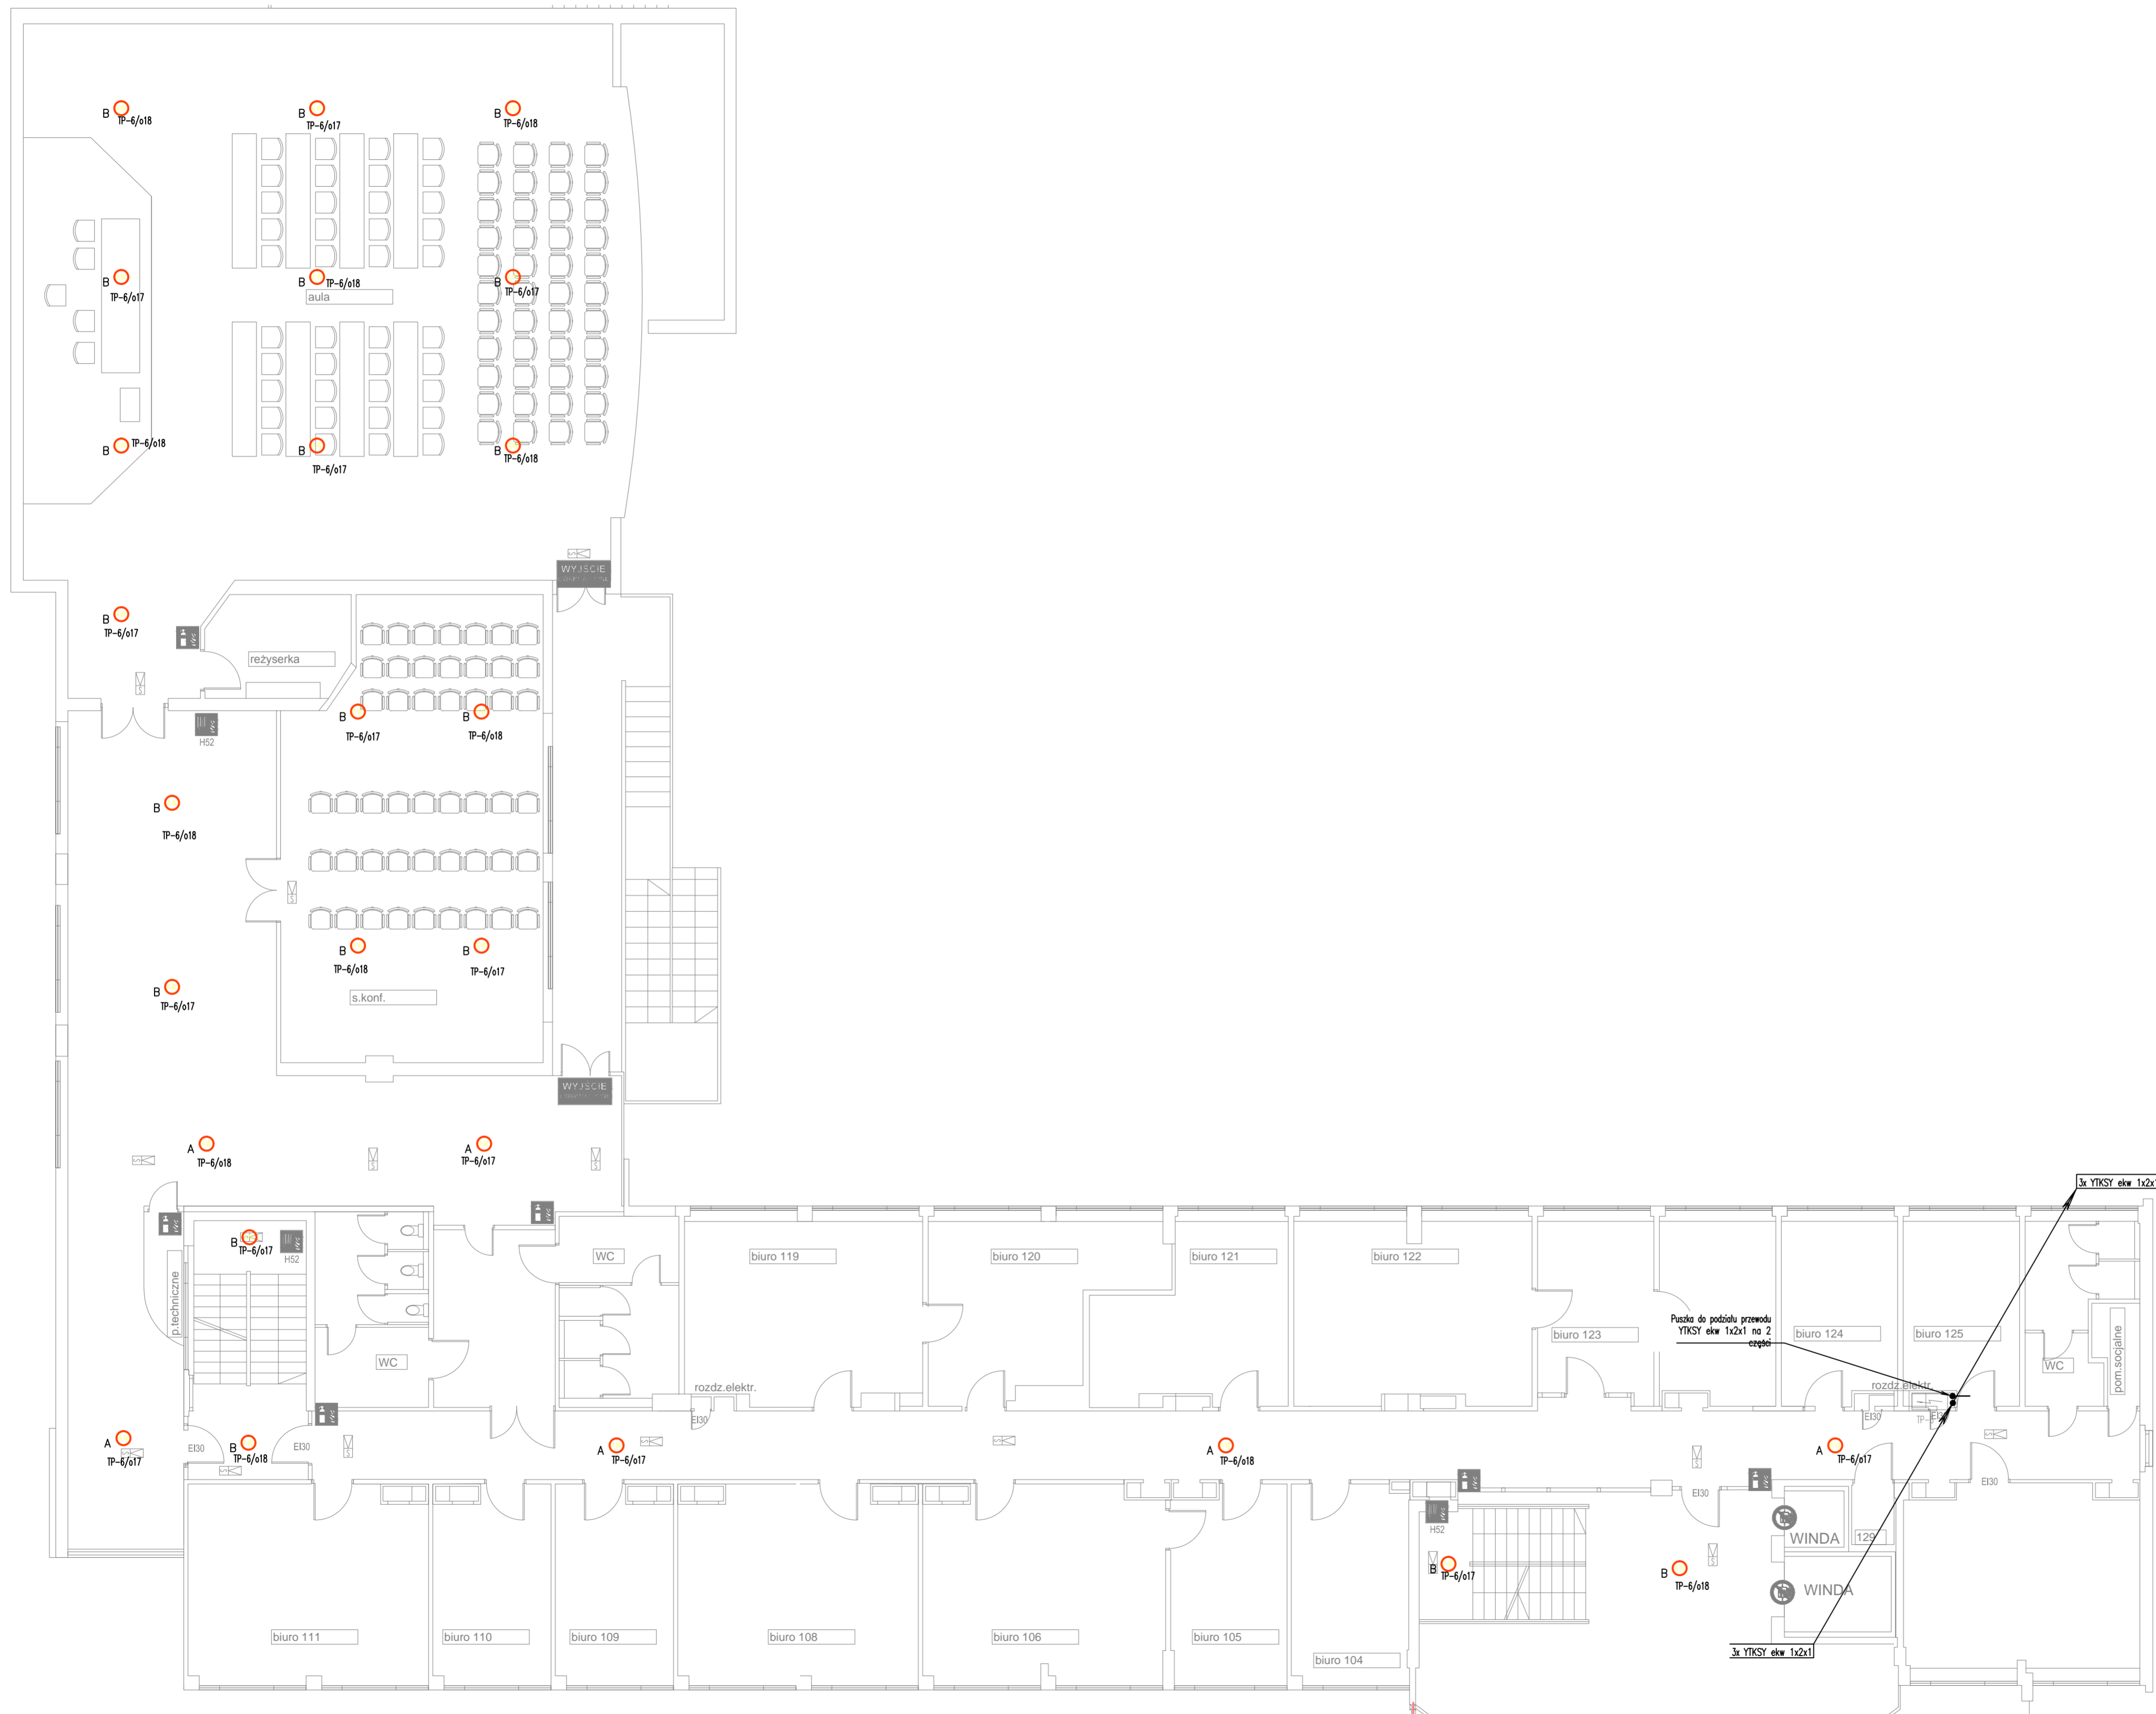 B TP-6/o18
B TP-6/o17
B TP-6/o18
B TP-6/o17
B TP-6/o18
aula
B TP-6/o17
B TP-6/o18
B TP-6/o17
B TP-6/o18
WYJŚCIE
B TP-6/o17
reżyserka
H52
B TP-6/o17
B TP-6/o18
B TP-6/o18
B TP-6/o18
B TP-6/o17
B TP-6/o17
s.konf.
WYJŚCIE
A TP-6/o18
A TP-6/o17
3x YTKSY ekw 1x2x1
B TP-6/o17
H52
WC
biuro 119
biuro 120
biuro 121
biuro 122
p.techniczne
Puszka do podziału przewodu
YTKSY ekw 1x2x1 na 2
części
biuro 123
biuro 124
biuro 125
WC
WC
pom.socjalne
rozdz.elektr.
rozdz.elektr.
EI30
EI30
EI30
A TP-6/o17
EI30
B TP-6/o18
EI30
A TP-6/o17
A TP-6/o18
A TP-6/o17
EI30
EI30
H52
WINDA
129
B TP-6/o17
B TP-6/o18
WINDA
biuro 111
biuro 110
biuro 109
biuro 108
biuro 106
biuro 105
biuro 104
3x YTKSY ekw 1x2x1